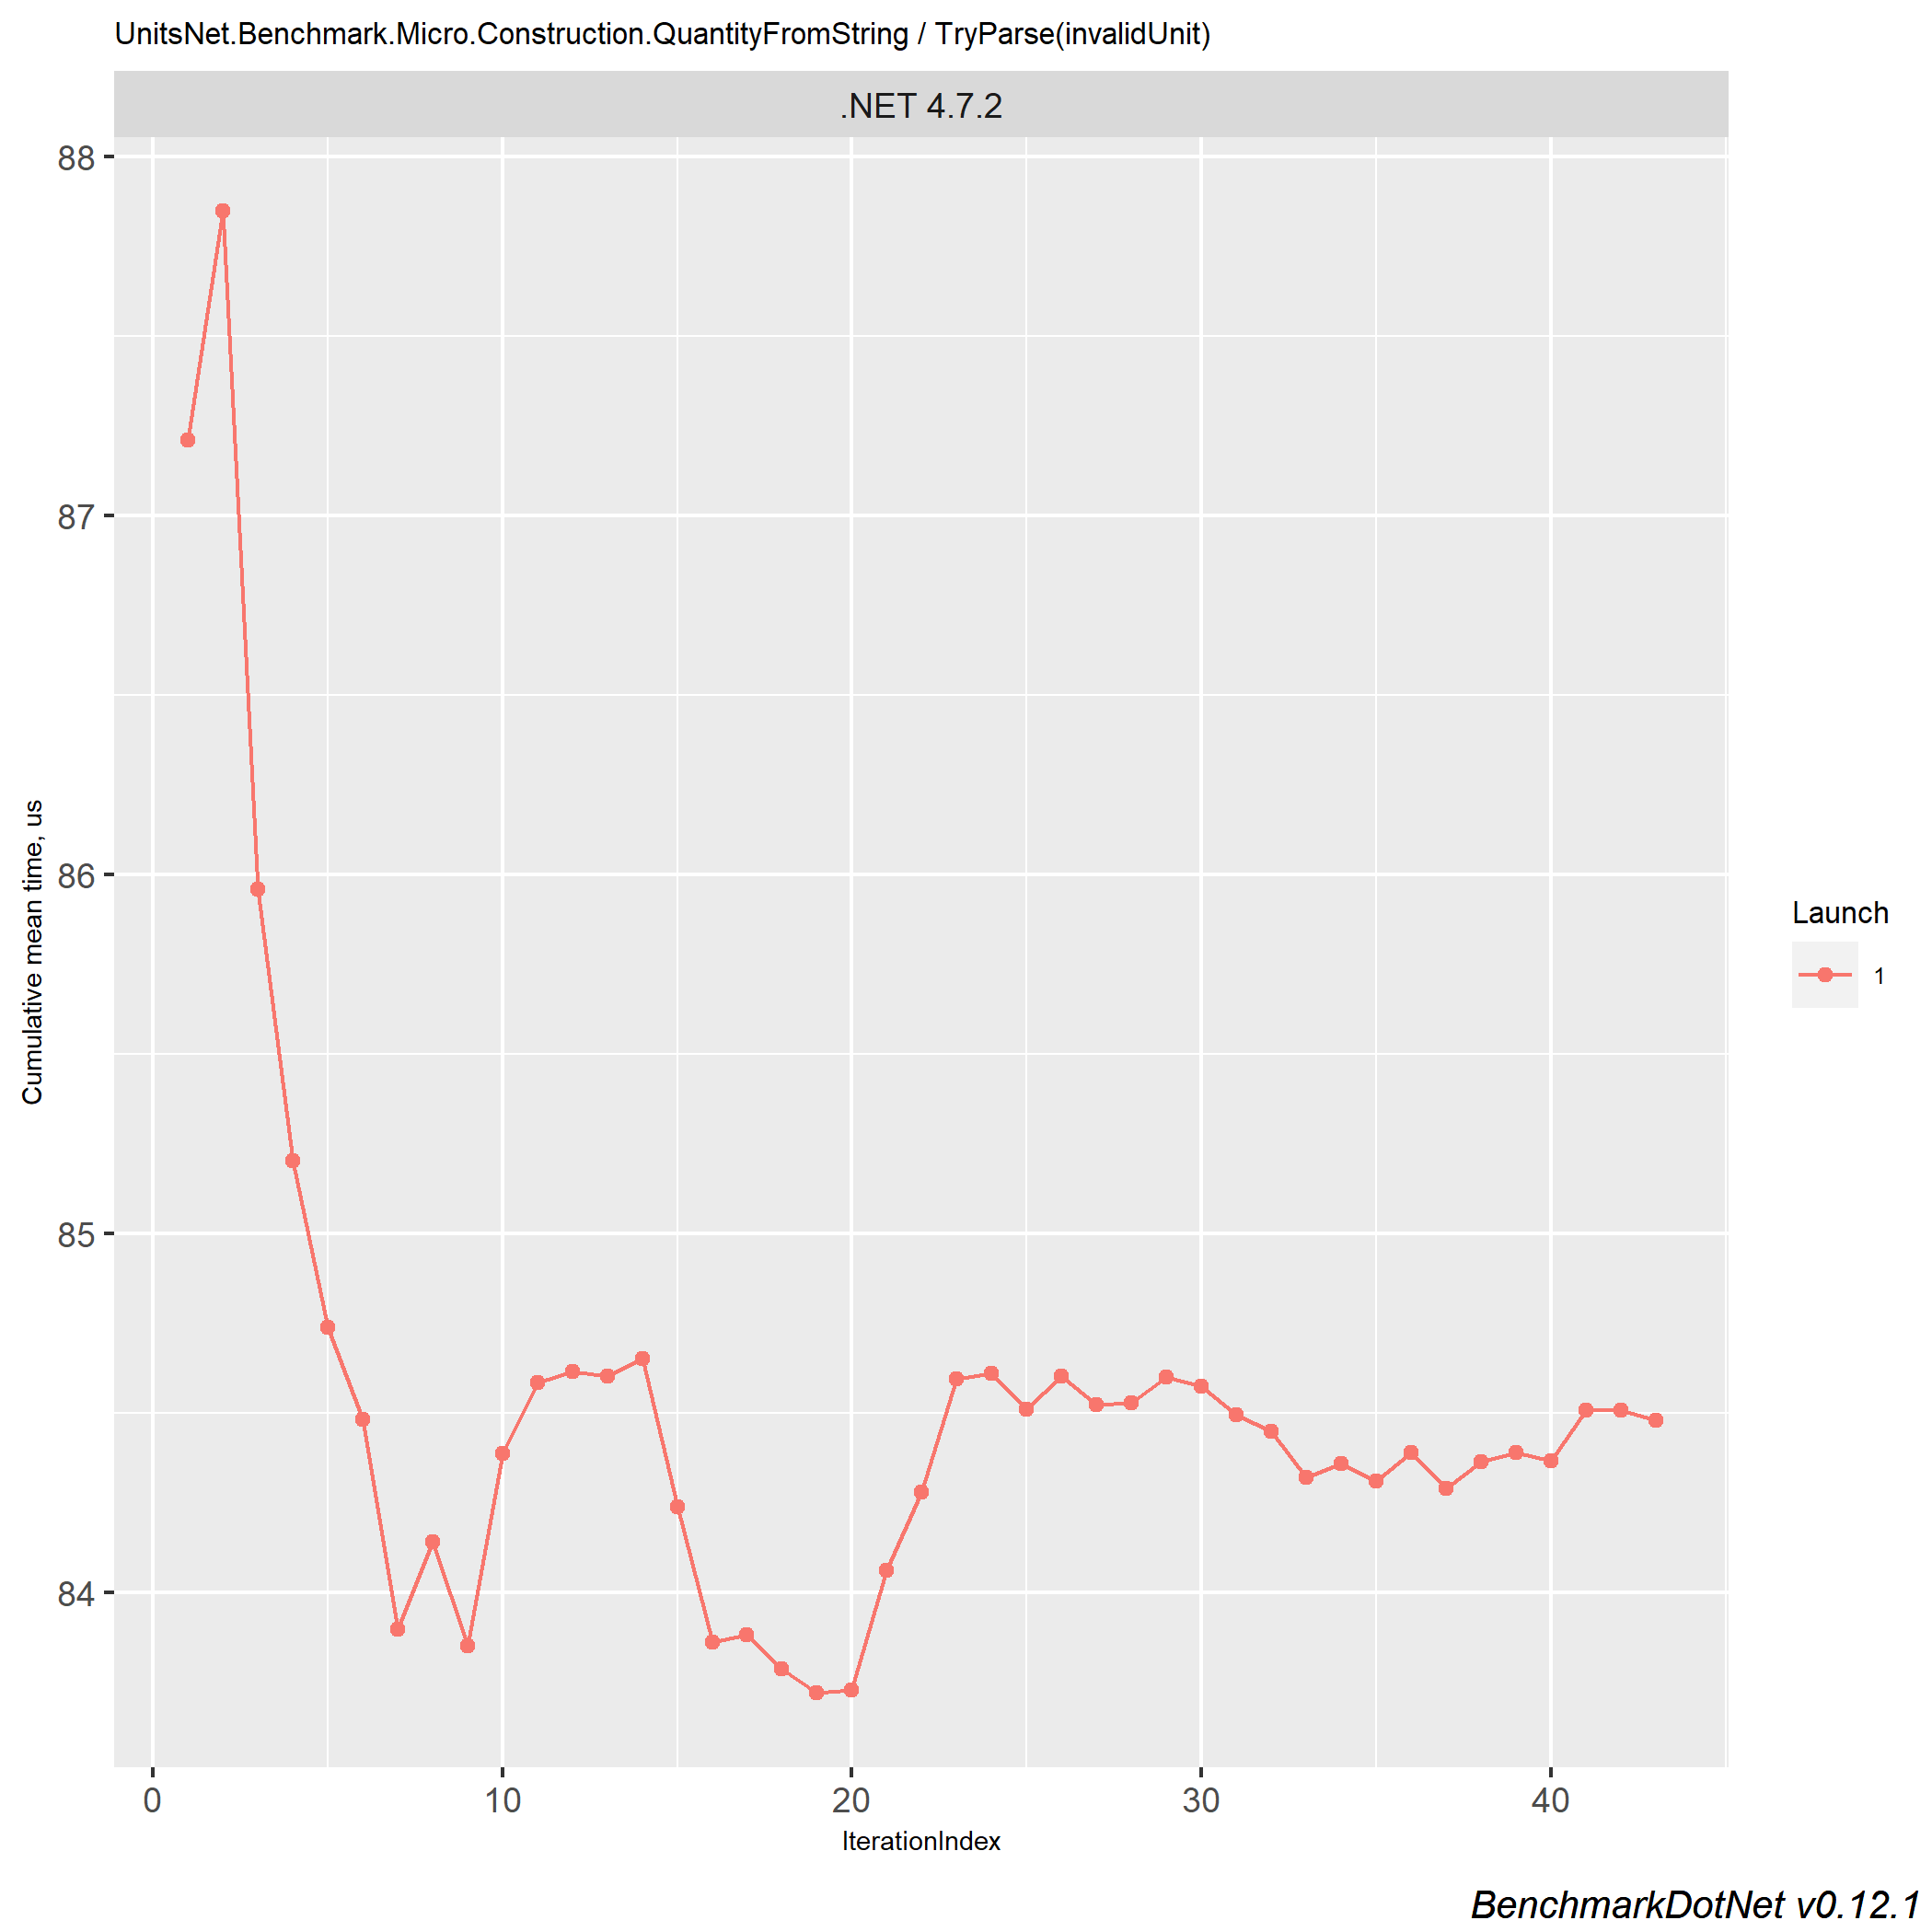 UnitsNet.Benchmark.Micro.Construction.QuantityFromString / TryParse(invalidUnit)
.NET 4.7.2
88
87
86
85
84
Cumulative mean time, us
0 10 20 30 40
IterationIndex
Launch
1
BenchmarkDotNet v0.12.1